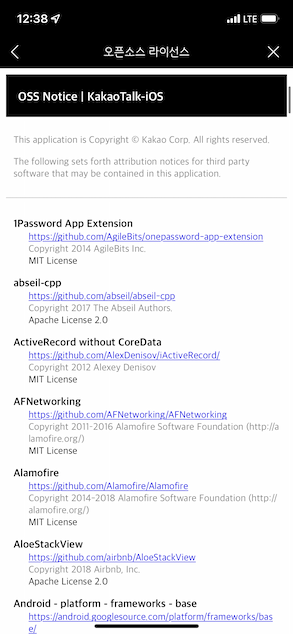 12:38
LTE
오픈소스 라이선스
OSS Notice | KakaoTalk-iOS
This application is Copyright © Kakao Corp. All rights reserved.
The following sets forth attribution notices for third party
software that may be contained in this application.
1Password App Extension
https://github.com/AgileBits/onepassword-app-extension
Copyright 2014 AgileBits Inc.
MIT License
abseil-cpp
https://github.com/abseil/abseil-cpp
Copyright 2017 The Abseil Authors.
Apache License 2.0
ActiveRecord without CoreData
https://github.com/AlexDenisov/iActiveRecord/
Copyright 2012 Alexey Denisov
MIT License
AFNetworking
https://github.com/AFNetworking/AFNetworking
Copyright 2011-2016 Alamofire Software Foundation (http://a
lamofire.org/)
MIT License
Alamofire
https://github.com/Alamofire/Alamofire
Copyright 2014-2018 Alamofire Software Foundation (http://
alamofire.org/)
MIT License
AloeStackView
https://github.com/airbnb/AloeStackView
Copyright 2018 Airbnb, Inc.
Apache License 2.0
Android - platform - frameworks - base
https://android.googlesource.com/platform/frameworks/ba
se/